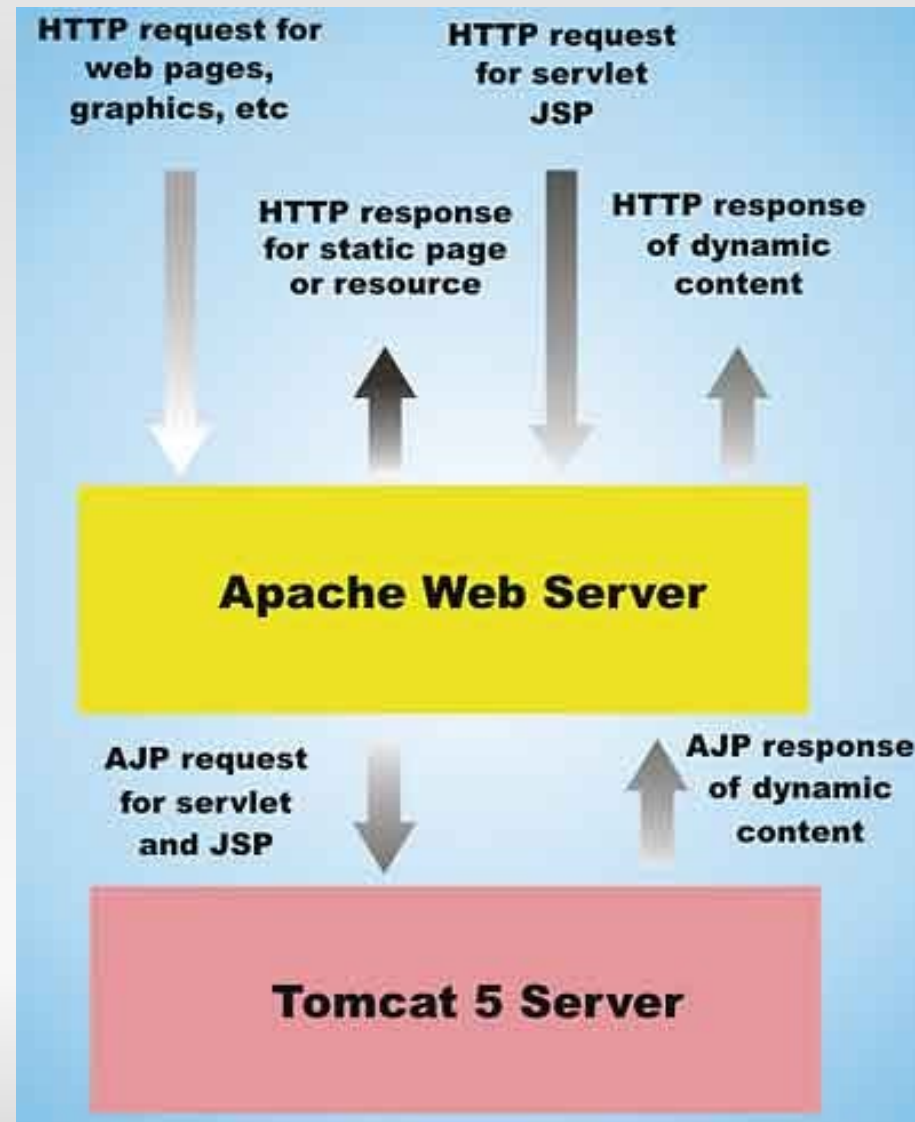 HTTP request for
web pages,
graphics, etc
HTTP request
for servlet
JSP
HTTP response
for static page
or resource
HTTP response
of dynamic
content
Apache Web Server
AJP request
for servlet
and JSP
AJP response
of dynamic
content
Tomcat 5 Server